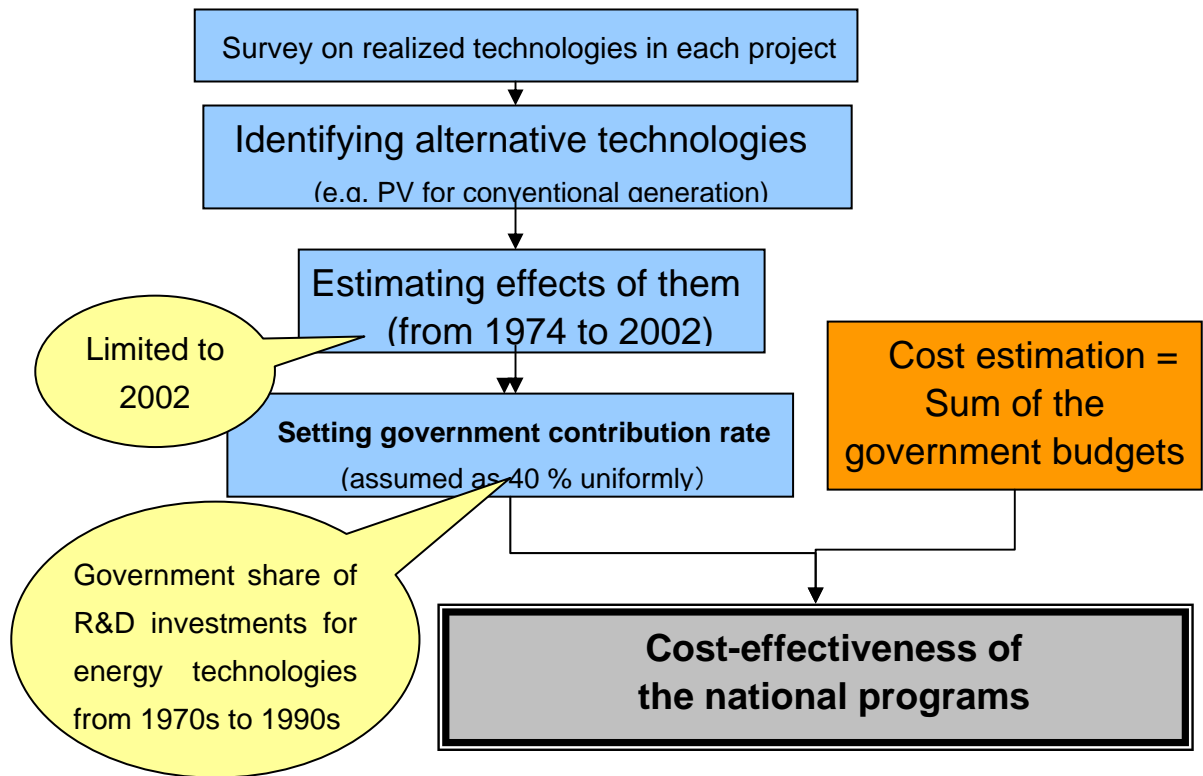 Survey on realized technologies in each project
Identifying alternative technologies
(e.g. PV for conventional generation)
Estimating effects of them
(from 1974 to 2002)
Limited to
2002
Setting government contribution rate
(assumed as 40 % uniformly）
Cost estimation =
Sum of the
government budgets
Government share of
R&D investments for
energy technologies
from 1970s to 1990s
Cost-effectiveness of
the national programs